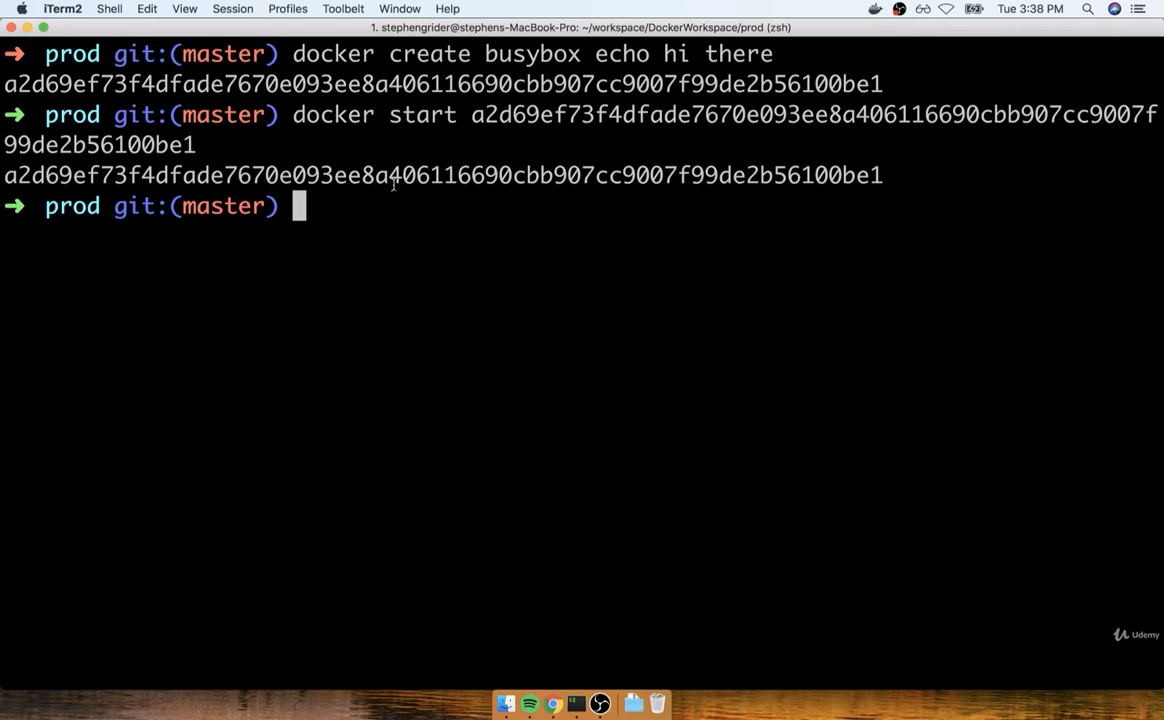 iTerm2 Shell Edit View Session Profiles Toolbelt Window Help Tue 3:38 PM
1. stephengrider@stephens-MacBook-Pro: ~/workspace/DockerWorkspace/prod (zsh)
➜ prod git:(master) docker create busybox echo hi there
a2d69ef73f4dfade7670e093ee8a406116690cbb907cc9007f99de2b56100be1
➜ prod git:(master) docker start a2d69ef73f4dfade7670e093ee8a406116690cbb907cc9007f
99de2b56100be1
a2d69ef73f4dfade7670e093ee8a406116690cbb907cc9007f99de2b56100be1
➜ prod git:(master)
Udemy